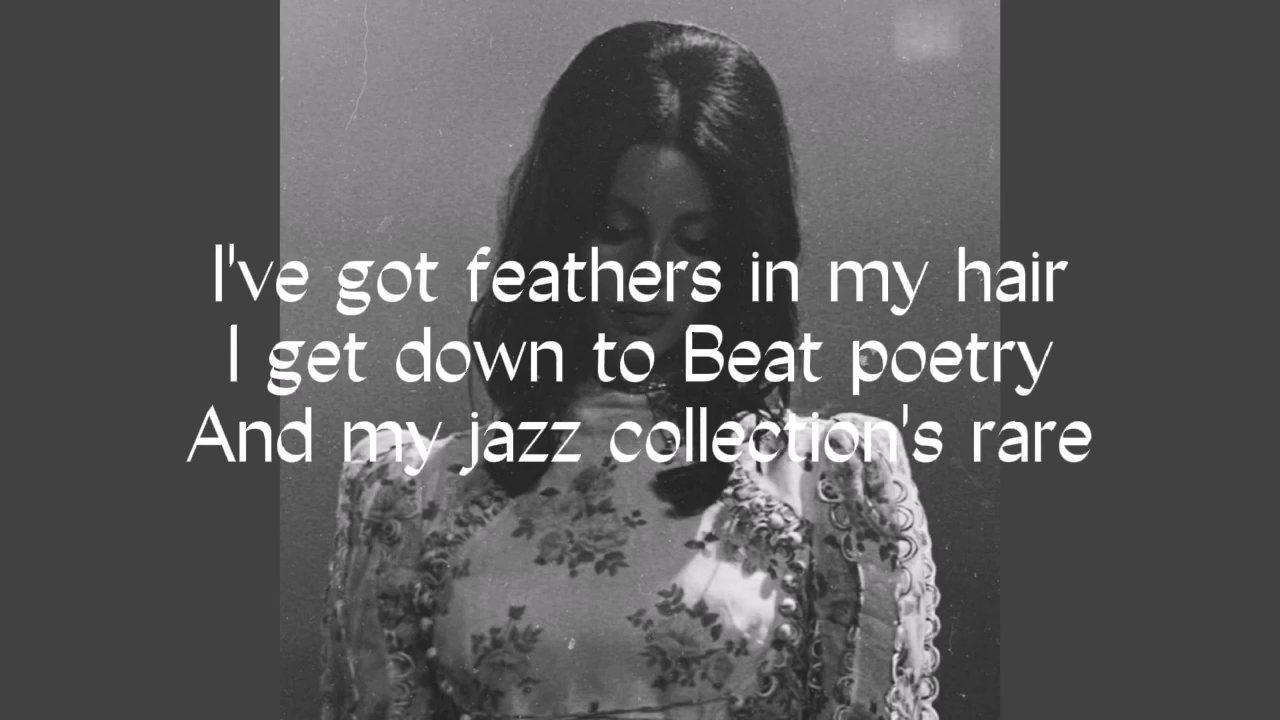 I've got feathers in my hair
I get down to Beat poetry
And my jazz collection's rare